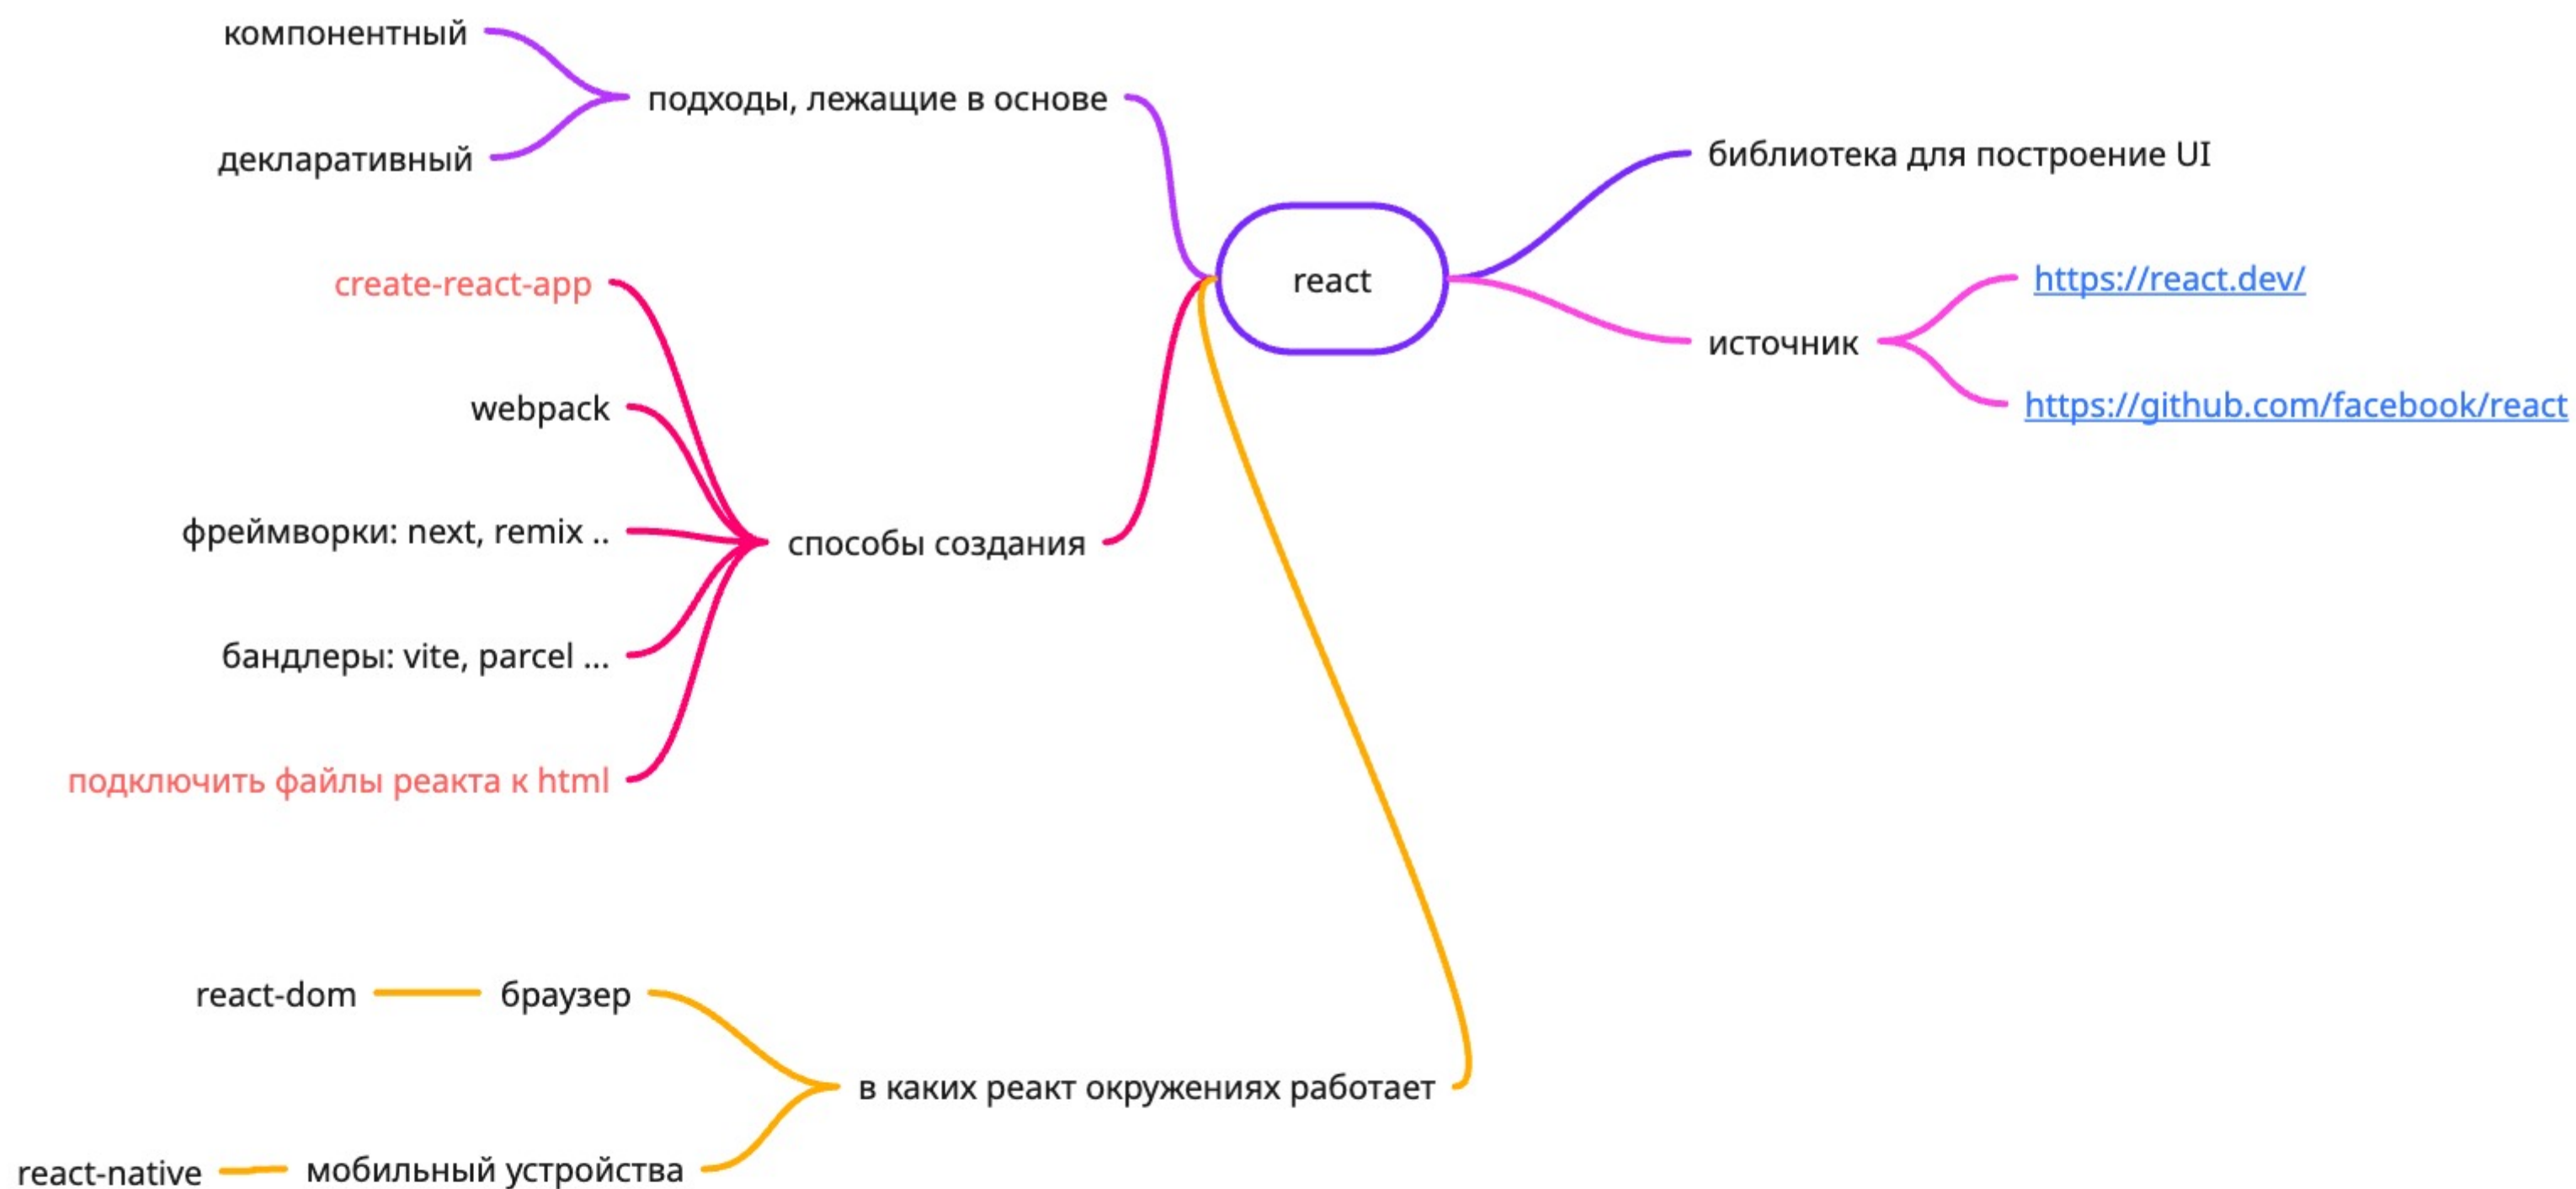 компонентный
подходы, лежащие в основе
декларативный
библиотека для построение UI
react
https://react.dev/
источник
https://github.com/facebook/react
create-react-app
webpack
фреймворки: next, remix ..
способы создания
бандлеры: vite, parcel ...
подключить файлы реакта к html
react-dom
браузер
в каких реакт окружениях работает
react-native
мобильный устройства